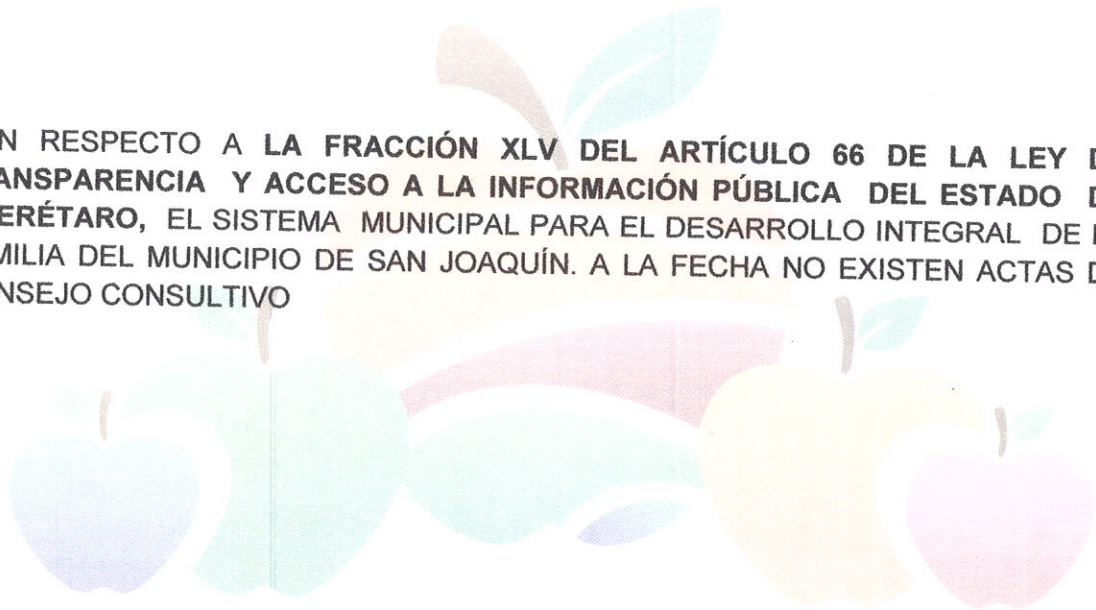 N RESPECTO A LA FRACCIÓN XLV DEL ARTÍCULO 66 DE LA LEY D
ANSPARENCIA Y ACCESO A LA INFORMACIÓN PÚBLICA DEL ESTADO D
ERÉTARO, EL SISTEMA MUNICIPAL PARA EL DESARROLLO INTEGRAL DE L
MILIA DEL MUNICIPIO DE SAN JOAQUÍN. A LA FECHA NO EXISTEN ACTAS D
NSEJO CONSULTIVO